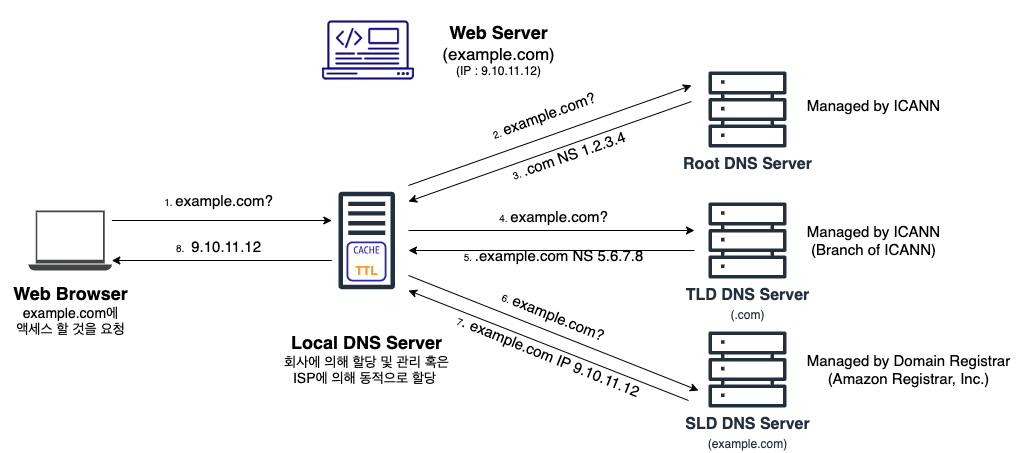 Web Server
(example.com)
(IP : 9.10.11.12)
Managed by ICANN
Root DNS Server
2. example.com?
3. .com NS 1.2.3.4
1. example.com?
8. 9.10.11.12
Web Browser
example.com에
액세스 할 것을 요청
CACHE
TTL
Local DNS Server
회사에 의해 할당 및 관리 혹은
ISP에 의해 동적으로 할당
4. example.com?
5. .example.com NS 5.6.7.8
Managed by ICANN
(Branch of ICANN)
TLD DNS Server
(.com)
6. example.com?
7. example.com IP 9.10.11.12
Managed by Domain Registrar
(Amazon Registrar, Inc.)
SLD DNS Server
(example.com)